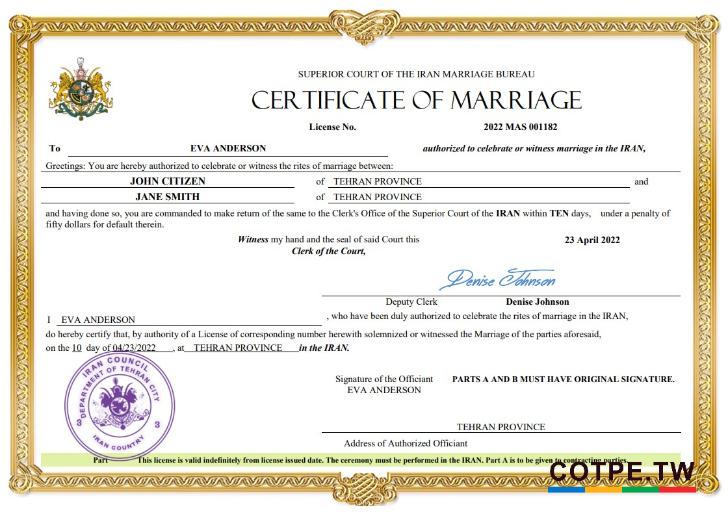 SUPERIOR COURT OF THE IRAN MARRIAGE BUREAU
CERTIFICATE OF MARRIAGE
License No. 2022 MAS 001182
To EVA ANDERSON authorized to celebrate or witness marriage in the IRAN,
Greetings: You are hereby authorized to celebrate or witness the rites of marriage between:
JOHN CITIZEN of TEHRAN PROVINCE and
JANE SMITH of TEHRAN PROVINCE
and having done so, you are commanded to make return of the same to the Clerk's Office of the Superior Court of the IRAN within TEN days, under a penalty of
fifty dollars for default therein.
Witness my hand and the seal of said Court this 23 April 2022
Clerk of the Court,
Denise Johnson
Deputy Clerk Denise Johnson
I EVA ANDERSON , who have been duly authorized to celebrate the rites of marriage in the IRAN,
do hereby certify that, by authority of a License of corresponding number herewith solemnized or witnessed the Marriage of the parties aforesaid,
on the 10 day of 04/23/2022 , at TEHRAN PROVINCE in the IRAN.
IRAN COUNCIL
DEPARTMENT OF TEHRAN CITY
3 3
IRAN COUNTRY
Signature of the Officiant PARTS A AND B MUST HAVE ORIGINAL SIGNATURE.
EVA ANDERSON
TEHRAN PROVINCE
Address of Authorized Officiant
Part This license is valid indefinitely from license issued date. The ceremony must be performed in the IRAN. Part A is to be given to contracting parties.
COTPE.TW